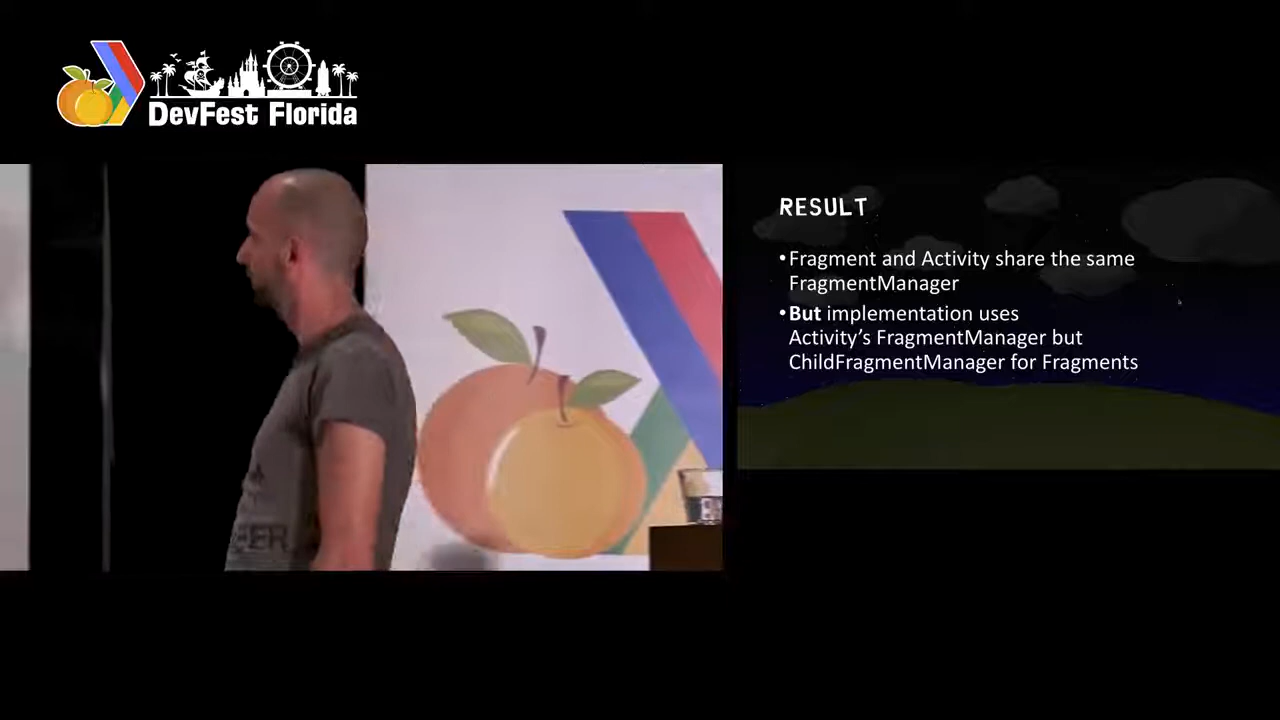 DevFest Florida
RESULT
•Fragment and Activity share the same
FragmentManager
•But implementation uses
Activity's FragmentManager but
ChildFragmentManager for Fragments